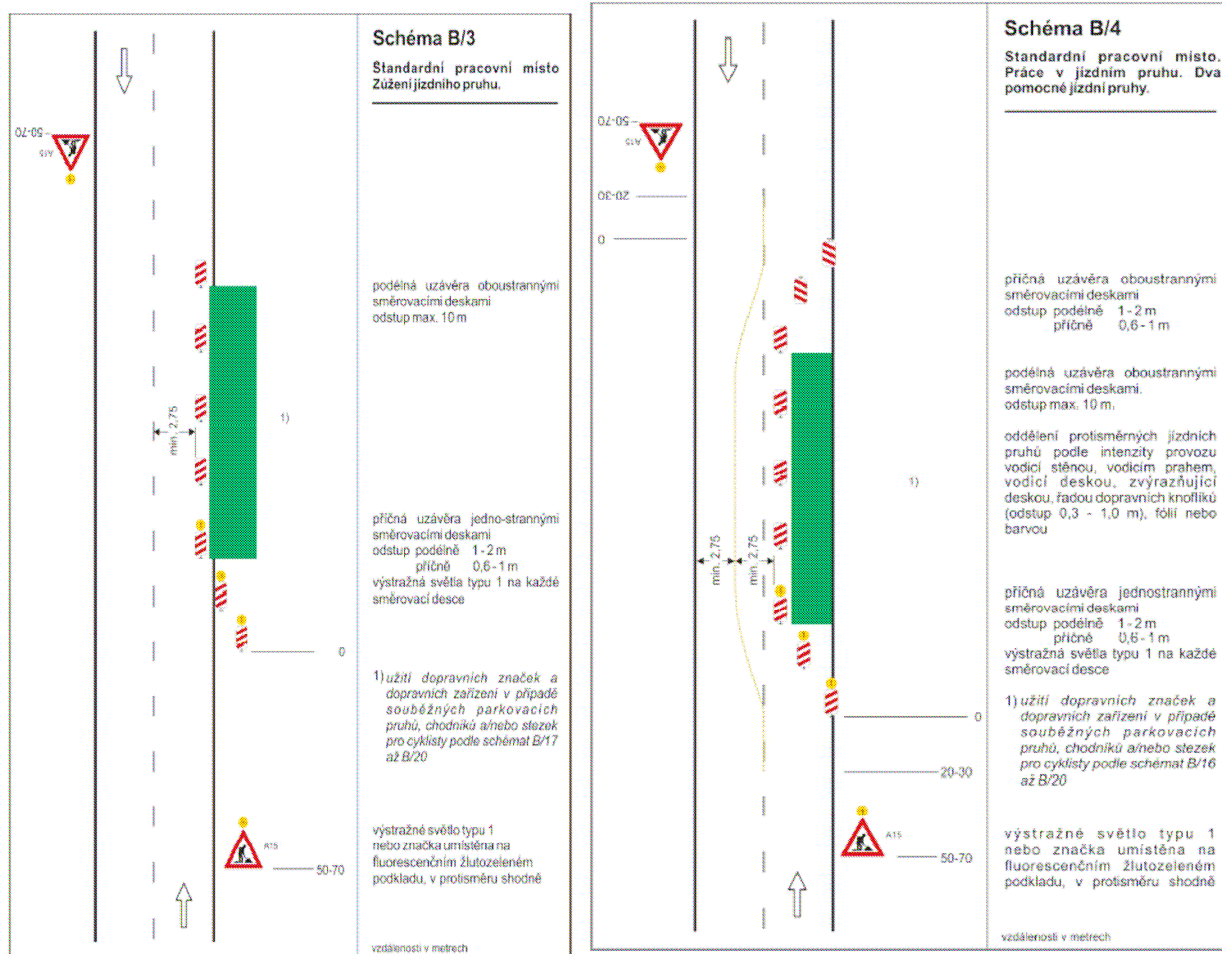 Schéma B/3
Standardní pracovní místo
Zúžení jízdního pruhu.
50-70
A15
podélná uzávěra oboustrannými
směrovacími deskami
odstup max. 10 m
1)
min. 2,75
příčná uzávěra jedno-strannými
směrovacími deskami
odstup podélně 1 - 2 m
příčně 0,6 - 1 m
výstražná světla typu 1 na každé
směrovací desce
0
1) užití dopravních značek a
dopravních zařízení v případě
souběžných parkovacích
pruhů, chodníků a/nebo stezek
pro cyklisty podle schémat B/17
až B/20
výstražné světlo typu 1
nebo značka umístěna na
fluorescenčním žlutozeleném
podkladu, v protisměru shodně
A15
50-70
vzdálenosti v metrech
Schéma B/4
Standardní pracovní místo.
Práce v jízdním pruhu. Dva
pomocné jízdní pruhy.
50-70
A15
20-30
0
příčná uzávěra oboustrannými
směrovacími deskami
odstup podélně 1 - 2 m
příčně 0,6 - 1 m
podélná uzávěra oboustrannými
směrovacími deskami.
odstup max. 10 m.
oddělení protisměrných jízdních
pruhů podle intenzity provozu
vodicí stěnou, vodicím prahem,
vodicí deskou, zvýrazňující
deskou, řadou dopravních knoflíků
(odstup 0,3 - 1,0 m), fólií nebo
barvou
1)
min. 2,75
min. 2,75
příčná uzávěra jednostrannými
směrovacími deskami
odstup podélně 1 - 2 m
příčně 0,6 - 1 m
výstražná světla typu 1 na každé
směrovací desce
0
1) užití dopravních značek a
dopravních zařízení v případě
souběžných parkovacích
pruhů, chodníků a/nebo stezek
pro cyklisty podle schémat B/16
až B/20
20-30
výstražné světlo typu 1
nebo značka umístěna na
fluorescenčním žlutozeleném
podkladu, v protisměru shodně
A15
50-70
vzdálenosti v metrech